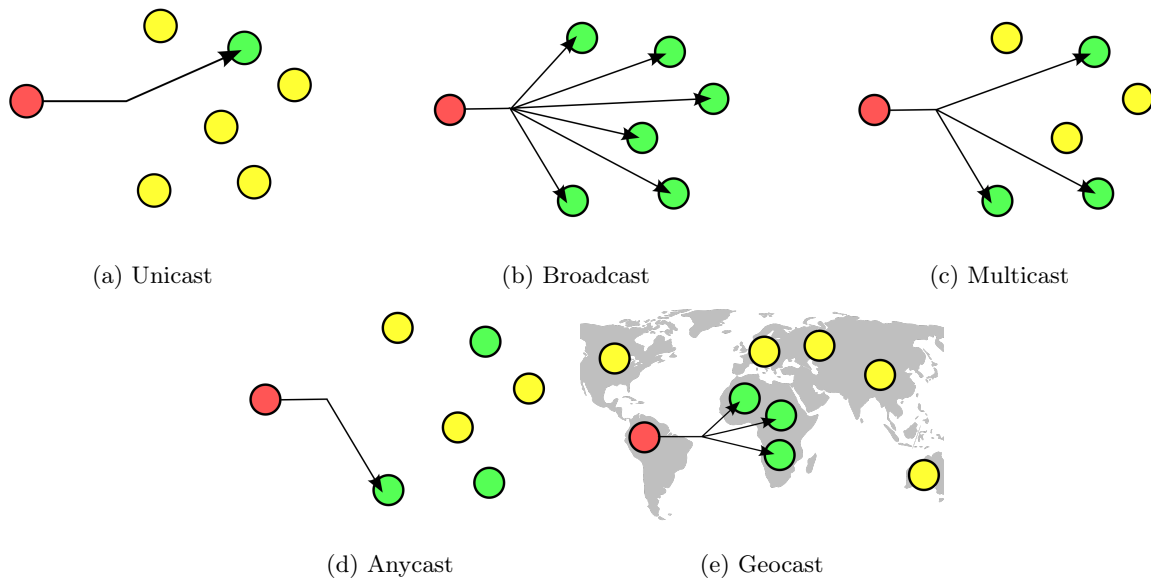 (a) Unicast
(b) Broadcast
(c) Multicast
(d) Anycast
(e) Geocast